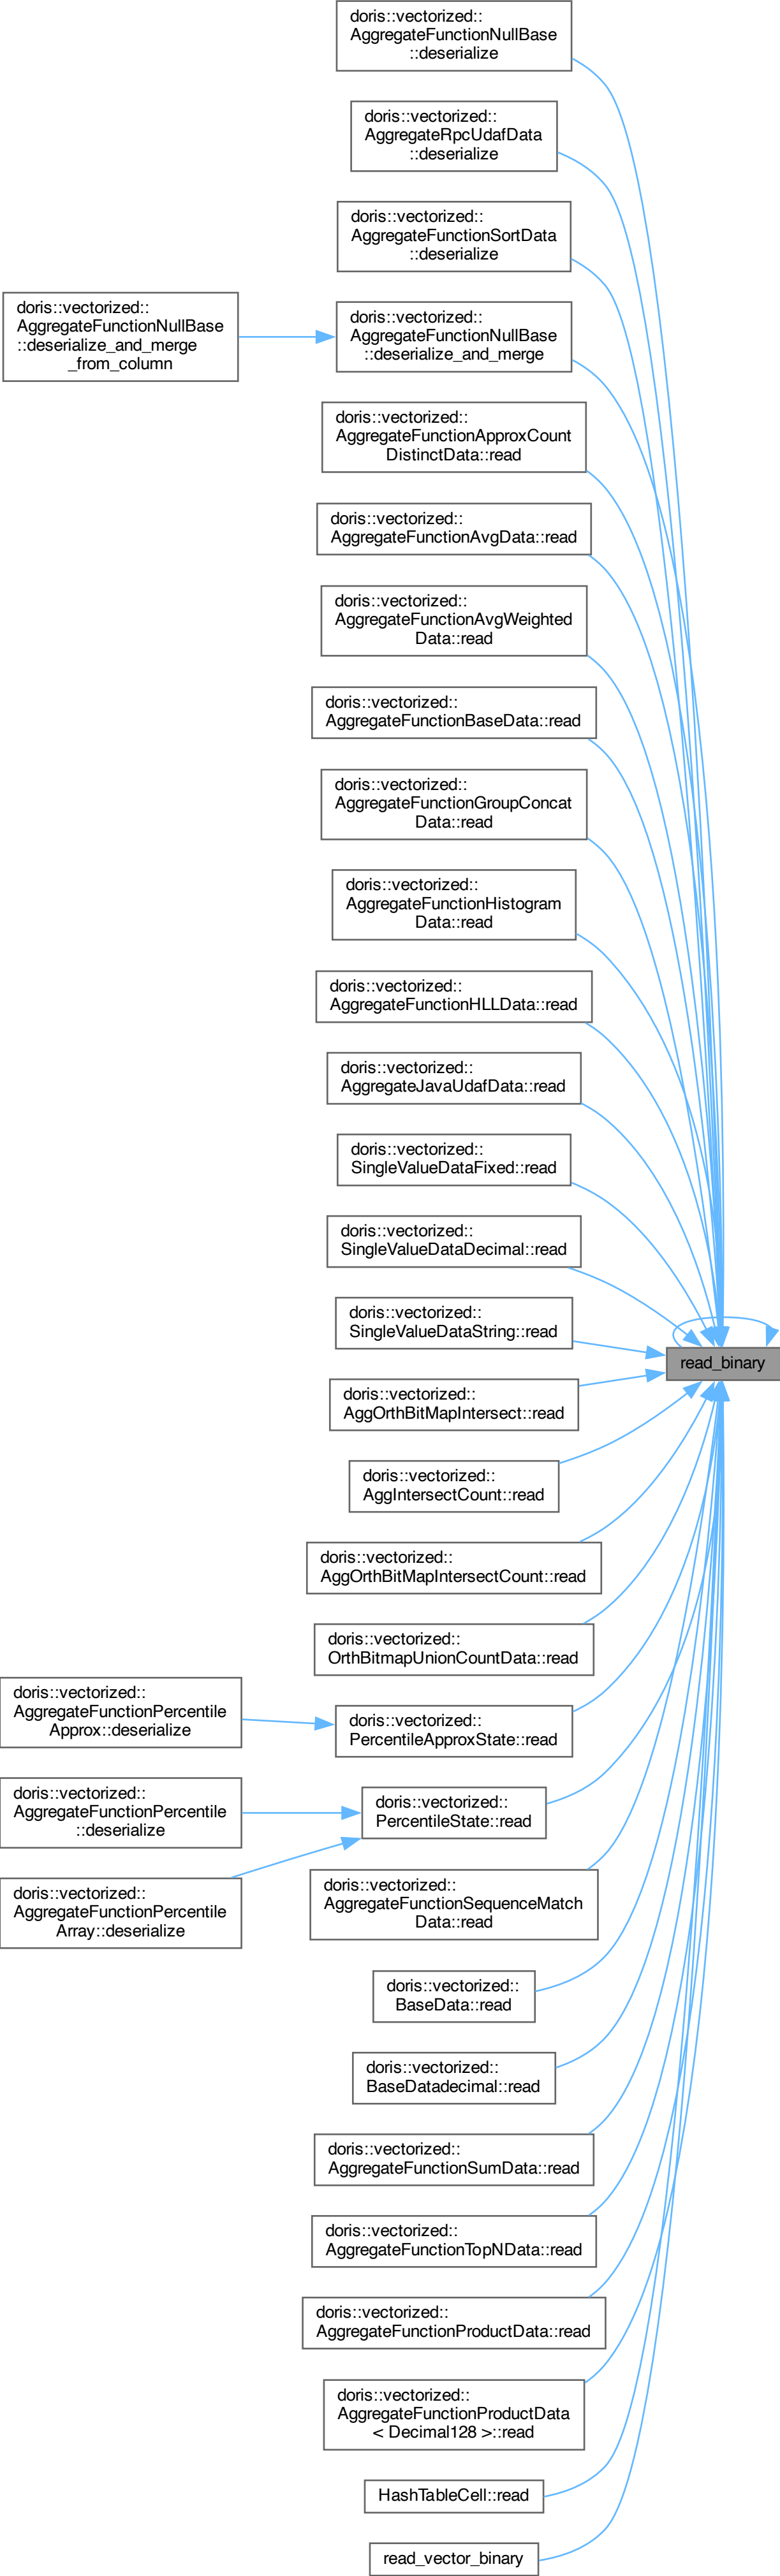 doris::vectorized::
AggregateFunctionNullBase
::deserialize
doris::vectorized::
AggregateRpcUdafData
::deserialize
doris::vectorized::
AggregateFunctionSortData
::deserialize
doris::vectorized::
AggregateFunctionNullBase
::deserialize_and_merge
_from_column
doris::vectorized::
AggregateFunctionNullBase
::deserialize_and_merge
doris::vectorized::
AggregateFunctionApproxCount
DistinctData::read
doris::vectorized::
AggregateFunctionAvgData::read
doris::vectorized::
AggregateFunctionAvgWeighted
Data::read
doris::vectorized::
AggregateFunctionBaseData::read
doris::vectorized::
AggregateFunctionGroupConcat
Data::read
doris::vectorized::
AggregateFunctionHistogram
Data::read
doris::vectorized::
AggregateFunctionHLLData::read
doris::vectorized::
AggregateJavaUdafData::read
doris::vectorized::
SingleValueDataFixed::read
doris::vectorized::
SingleValueDataDecimal::read
doris::vectorized::
SingleValueDataString::read
read_binary
doris::vectorized::
AggOrthBitMapIntersect::read
doris::vectorized::
AggIntersectCount::read
doris::vectorized::
AggOrthBitMapIntersectCount::read
doris::vectorized::
OrthBitmapUnionCountData::read
doris::vectorized::
AggregateFunctionPercentile
Approx::deserialize
doris::vectorized::
PercentileApproxState::read
doris::vectorized::
AggregateFunctionPercentile
::deserialize
doris::vectorized::
PercentileState::read
doris::vectorized::
AggregateFunctionPercentile
Array::deserialize
doris::vectorized::
AggregateFunctionSequenceMatch
Data::read
doris::vectorized::
BaseData::read
doris::vectorized::
BaseDatadecimal::read
doris::vectorized::
AggregateFunctionSumData::read
doris::vectorized::
AggregateFunctionTopNData::read
doris::vectorized::
AggregateFunctionProductData::read
doris::vectorized::
AggregateFunctionProductData
< Decimal128 >::read
HashTableCell::read
read_vector_binary